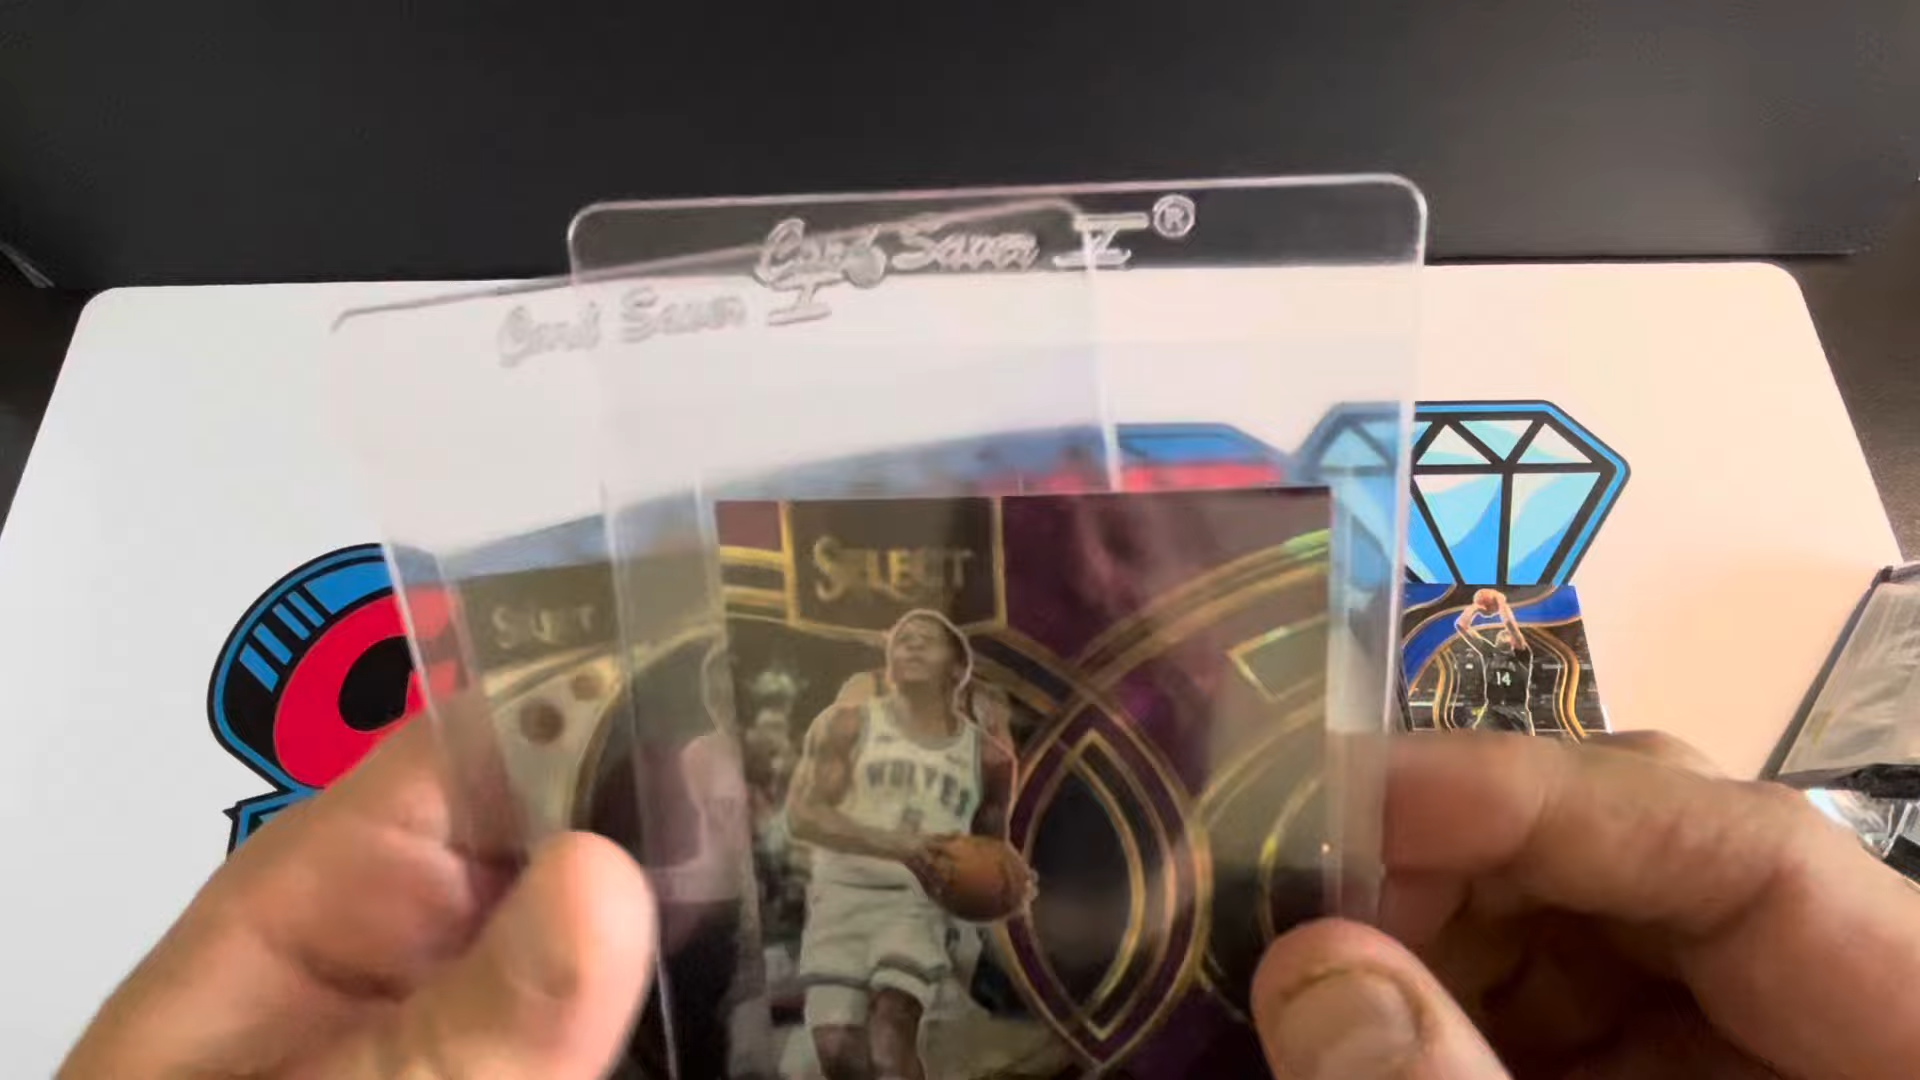 Card Saver I®
Card Saver I
SELECT
SELECT
WOLVES
14